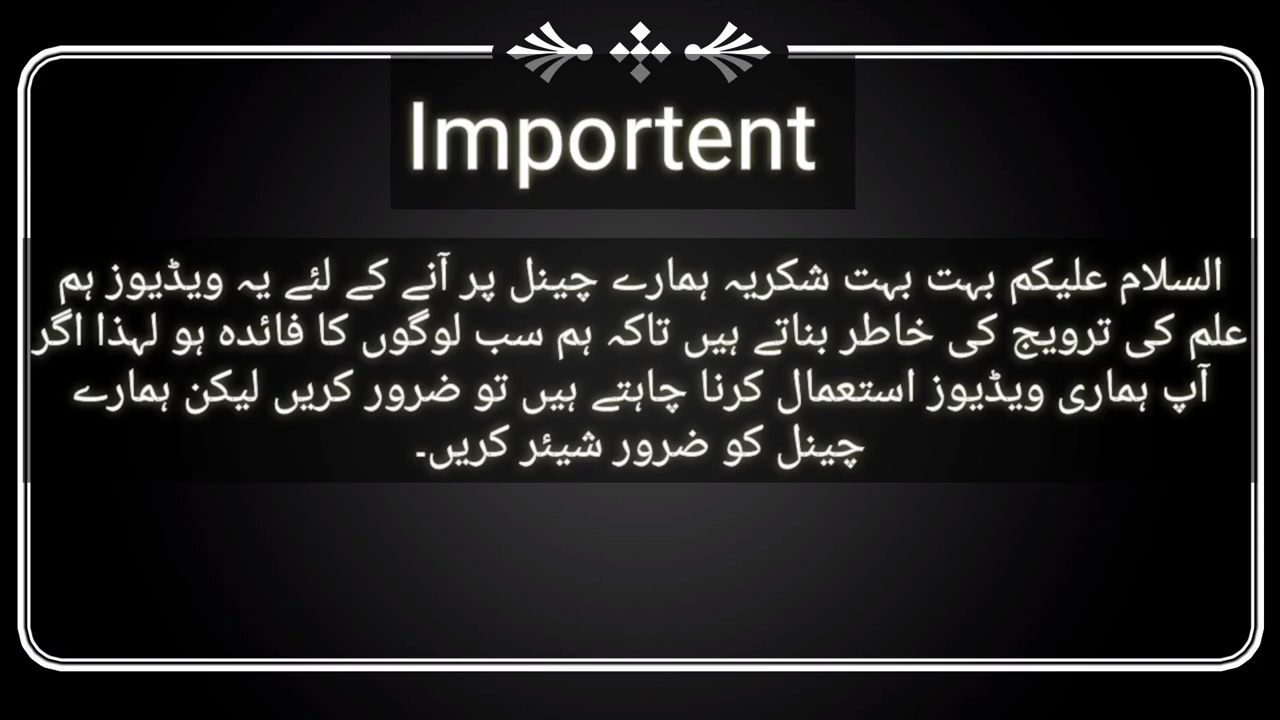 Importent
السلام علیکم بہت بہت شکریہ ہمارے چینل پر آنے کے لئے یہ ویڈیوز ہم
علم کی ترویج کی خاطر بناتے ہیں تاکہ ہم سب لوگوں کا فائدہ ہو لہذا اگر
آپ ہماری ویڈیوز استعمال کرنا چاہتے ہیں تو ضرور کریں لیکن ہمارے
چینل کو ضرور شیئر کریں۔